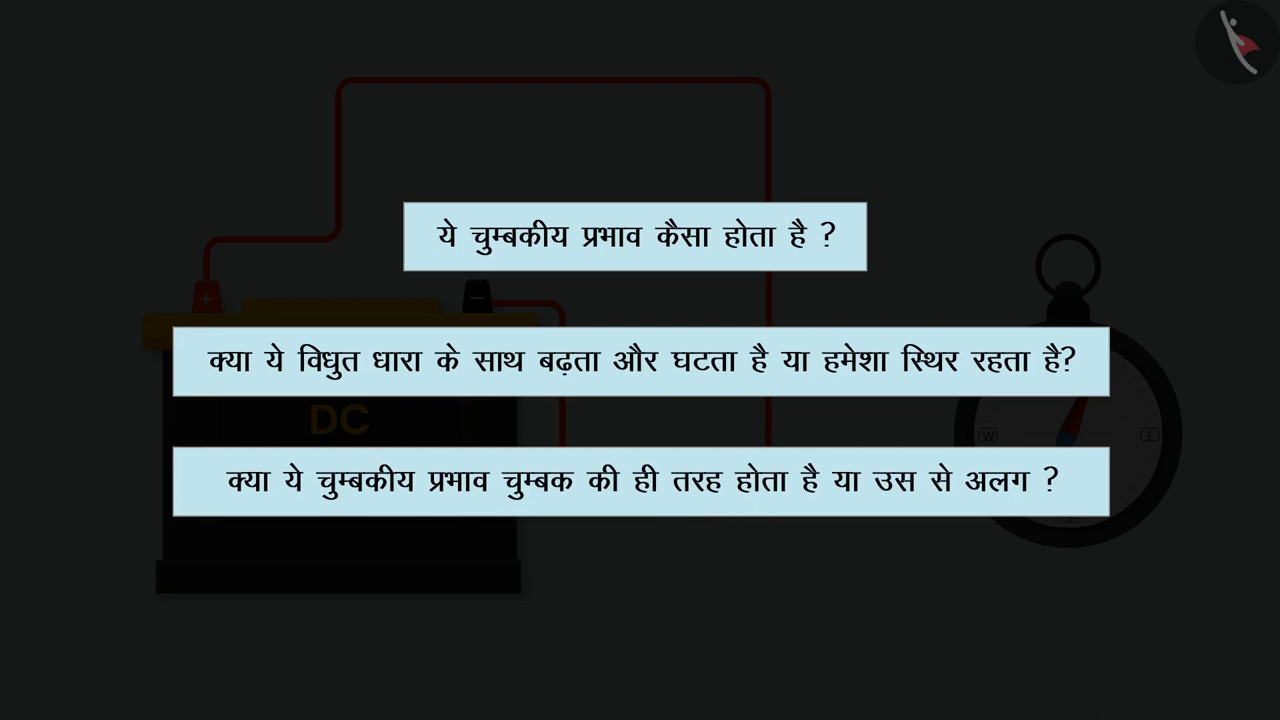 ये चुम्बकीय प्रभाव कैसा होता है ?
+
−
क्या ये विधुत धारा के साथ बढ़ता और घटता है या हमेशा स्थिर रहता है?
DC
W
E
क्या ये चुम्बकीय प्रभाव चुम्बक की ही तरह होता है या उस से अलग ?